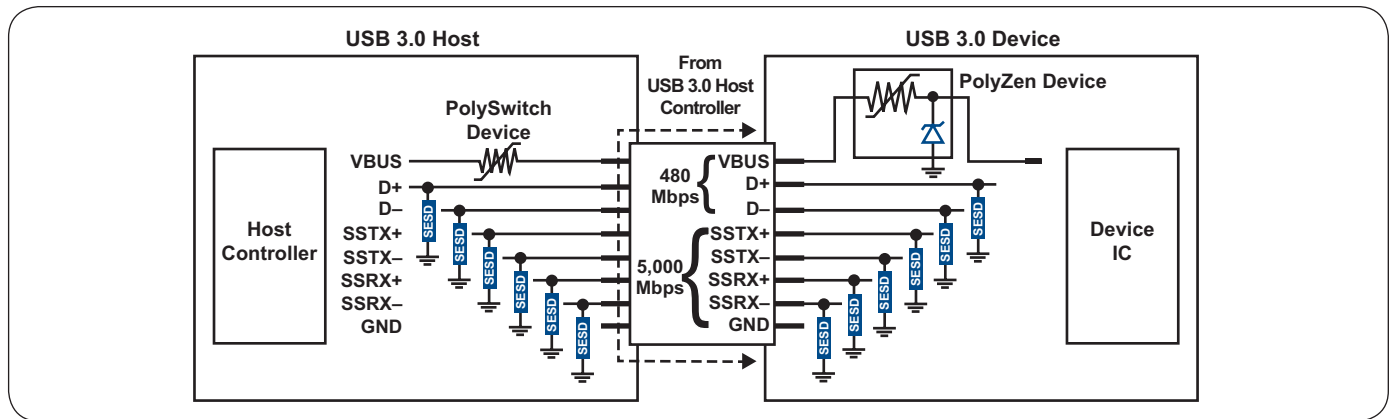 USB 3.0 Host
USB 3.0 Device
From
USB 3.0 Host
Controller
PolySwitch
Device
PolyZen Device
Host
Controller
VBUS
D+
D–
SSTX+
SSTX–
SSRX+
SSRX–
GND
SESD
SESD
SESD
SESD
SESD
SESD
480
Mbps
5,000
Mbps
VBUS
D+
D–
SSTX+
SSTX–
SSRX+
SSRX–
GND
SESD
SESD
SESD
SESD
SESD
SESD
Device
IC